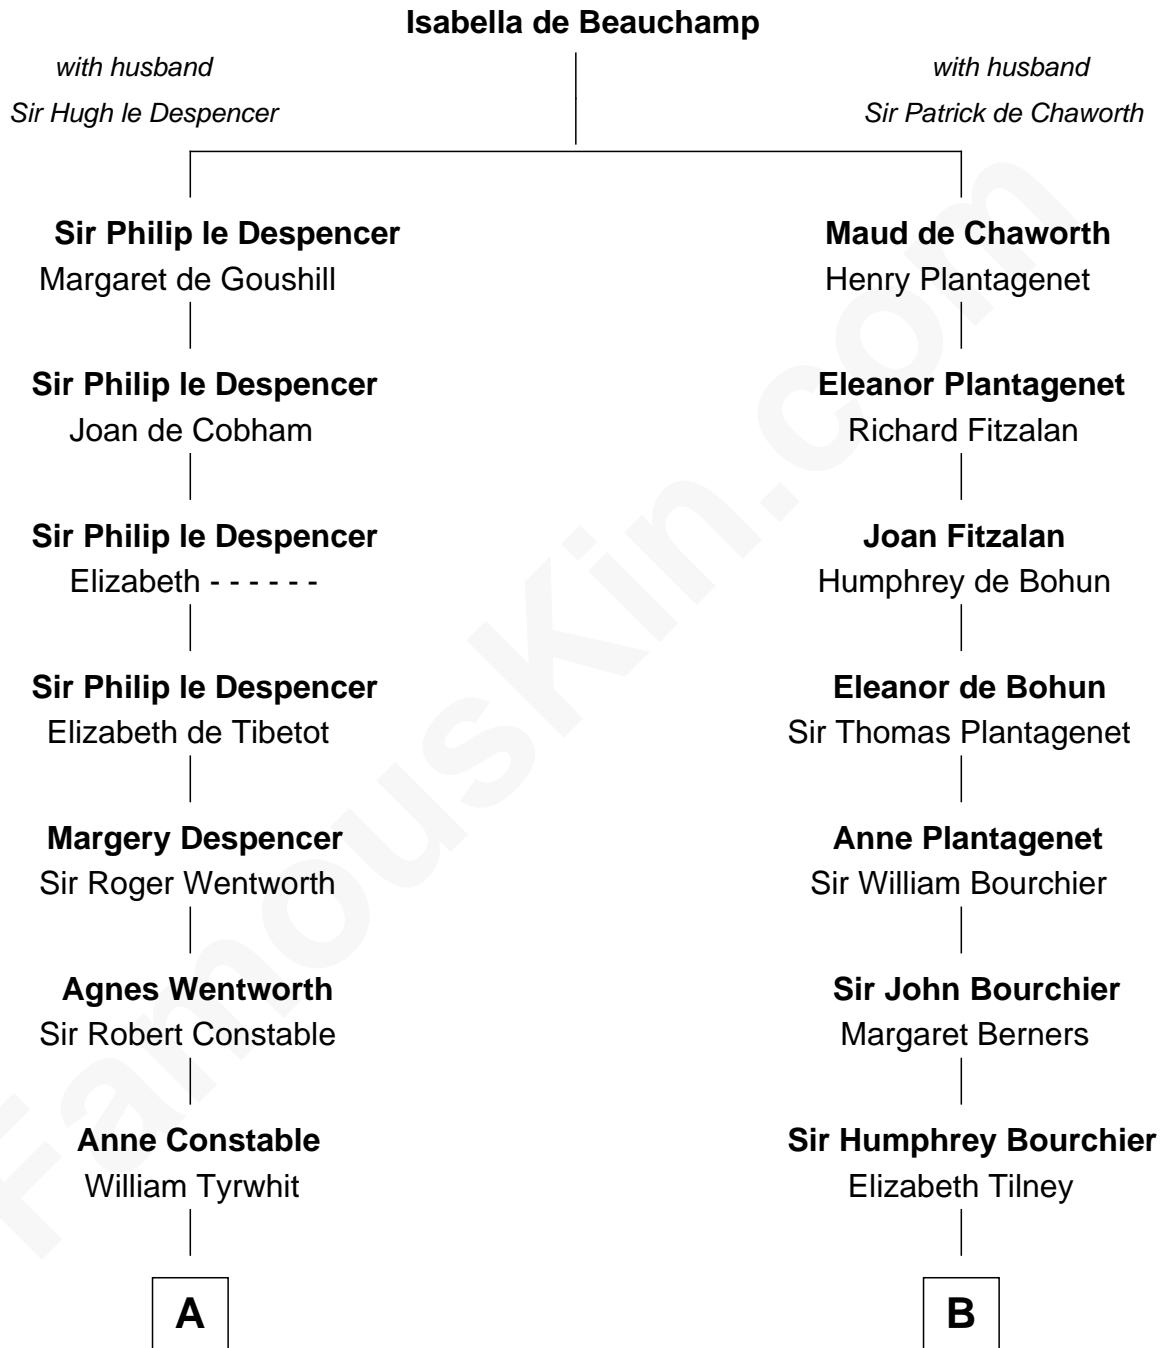 Isabella de Beauchamp
with husband
Sir Hugh le Despencer
with husband
Sir Patrick de Chaworth
Sir Philip le Despencer
Margaret de Goushill
Maud de Chaworth
Henry Plantagenet
Sir Philip le Despencer
Joan de Cobham
Eleanor Plantagenet
Richard Fitzalan
Sir Philip le Despencer
Elizabeth - - - - - -
Joan Fitzalan
Humphrey de Bohun
Sir Philip le Despencer
Elizabeth de Tibetot
Eleanor de Bohun
Sir Thomas Plantagenet
Margery Despencer
Sir Roger Wentworth
Anne Plantagenet
Sir William Bourchier
Agnes Wentworth
Sir Robert Constable
Sir John Bourchier
Margaret Berners
Anne Constable
William Tyrwhit
Sir Humphrey Bourchier
Elizabeth Tilney
A
B
FamousKin.com